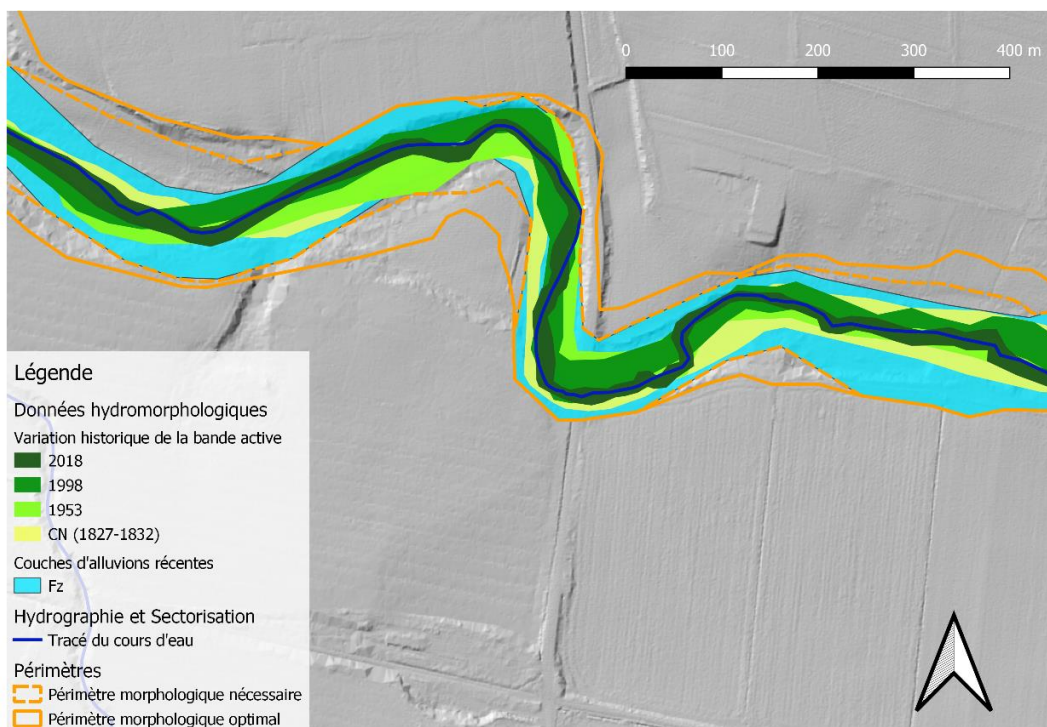 0 100 200 300 400 m
Légende
Données hydromorphologiques
Variation historique de la bande active
2018
1998
1953
CN (1827-1832)
Couches d'alluvions récentes
Fz
Hydrographie et Sectorisation
Tracé du cours d'eau
Périmètres
Périmètre morphologique nécessaire
Périmètre morphologique optimal